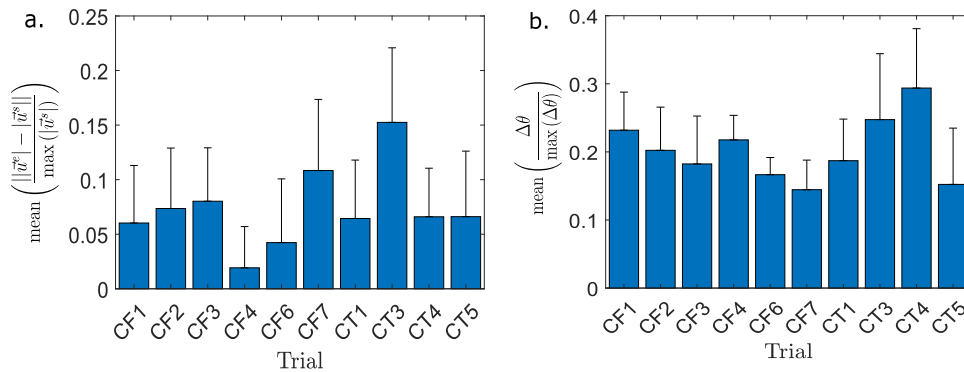 a.
mean ( || u⃗ᵉ| − |u⃗ˢ|| / max (|u⃗ˢ|) )
0.25
0.2
0.15
0.1
0.05
0
CF1 CF2 CF3 CF4 CF6 CF7 CT1 CT3 CT4 CT5
Trial
b.
mean ( Δθ / max (Δθ) )
0.4
0.3
0.2
0.1
0
CF1 CF2 CF3 CF4 CF6 CF7 CT1 CT3 CT4 CT5
Trial